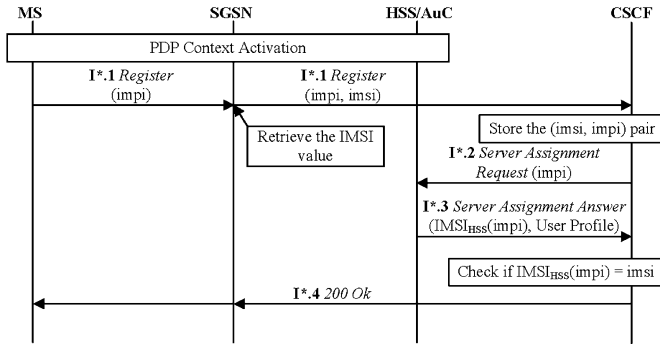 MS SGSN HSS/AuC CSCF
PDP Context Activation
I*.1 Register
(impi)
I*.1 Register
(impi, imsi)
Retrieve the IMSI
value
Store the (imsi, impi) pair
I*.2 Server Assignment
Request (impi)
I*.3 Server Assignment Answer
(IMSIHSS(impi), User Profile)
Check if IMSIHSS(impi) = imsi
I*.4 200 Ok